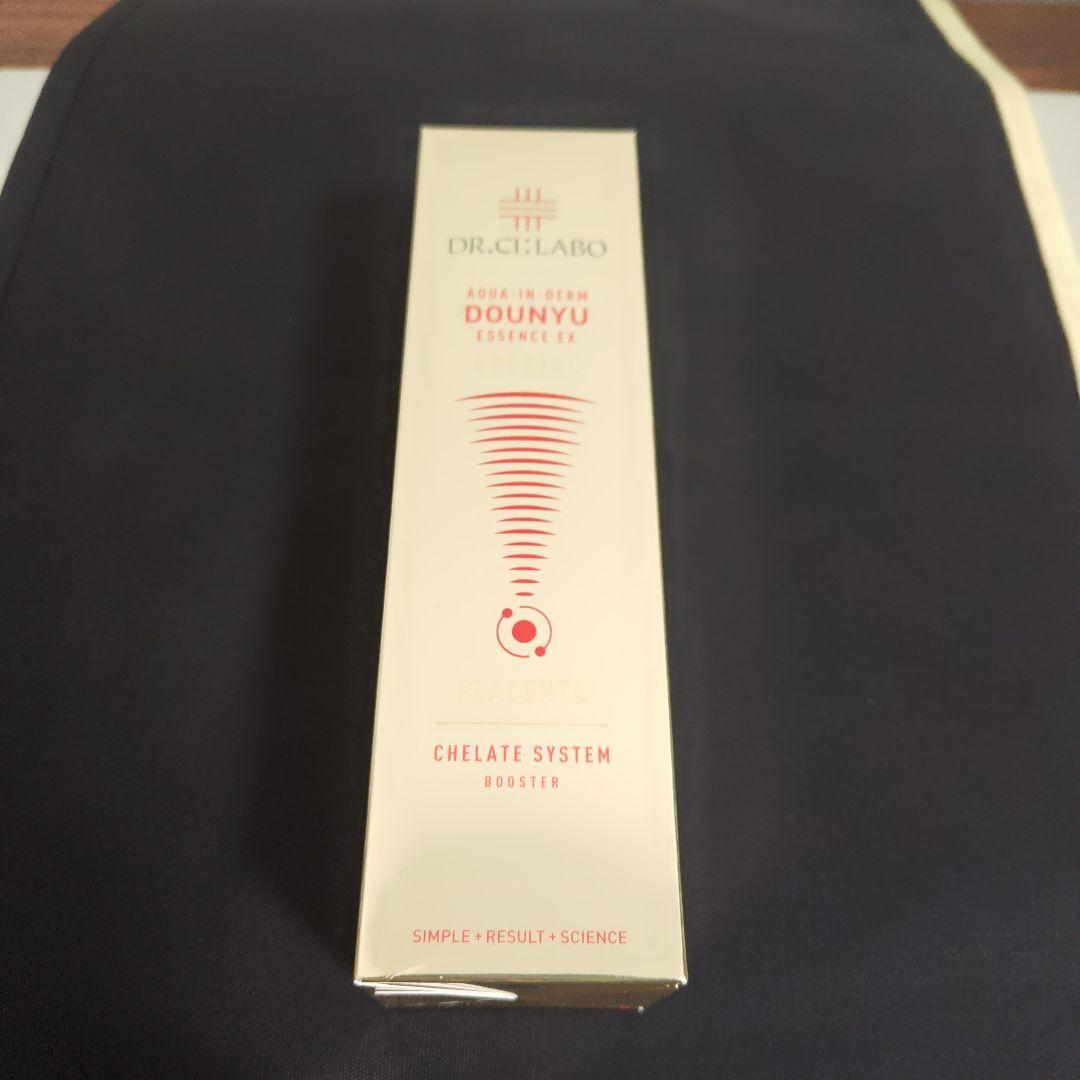 DR.CI:LABO
AQUA-IN-DERM
DOUNYU
ESSENCE EX
SPECIAL
PLACENTA
CHELATE SYSTEM
BOOSTER
SIMPLE + RESULT + SCIENCE